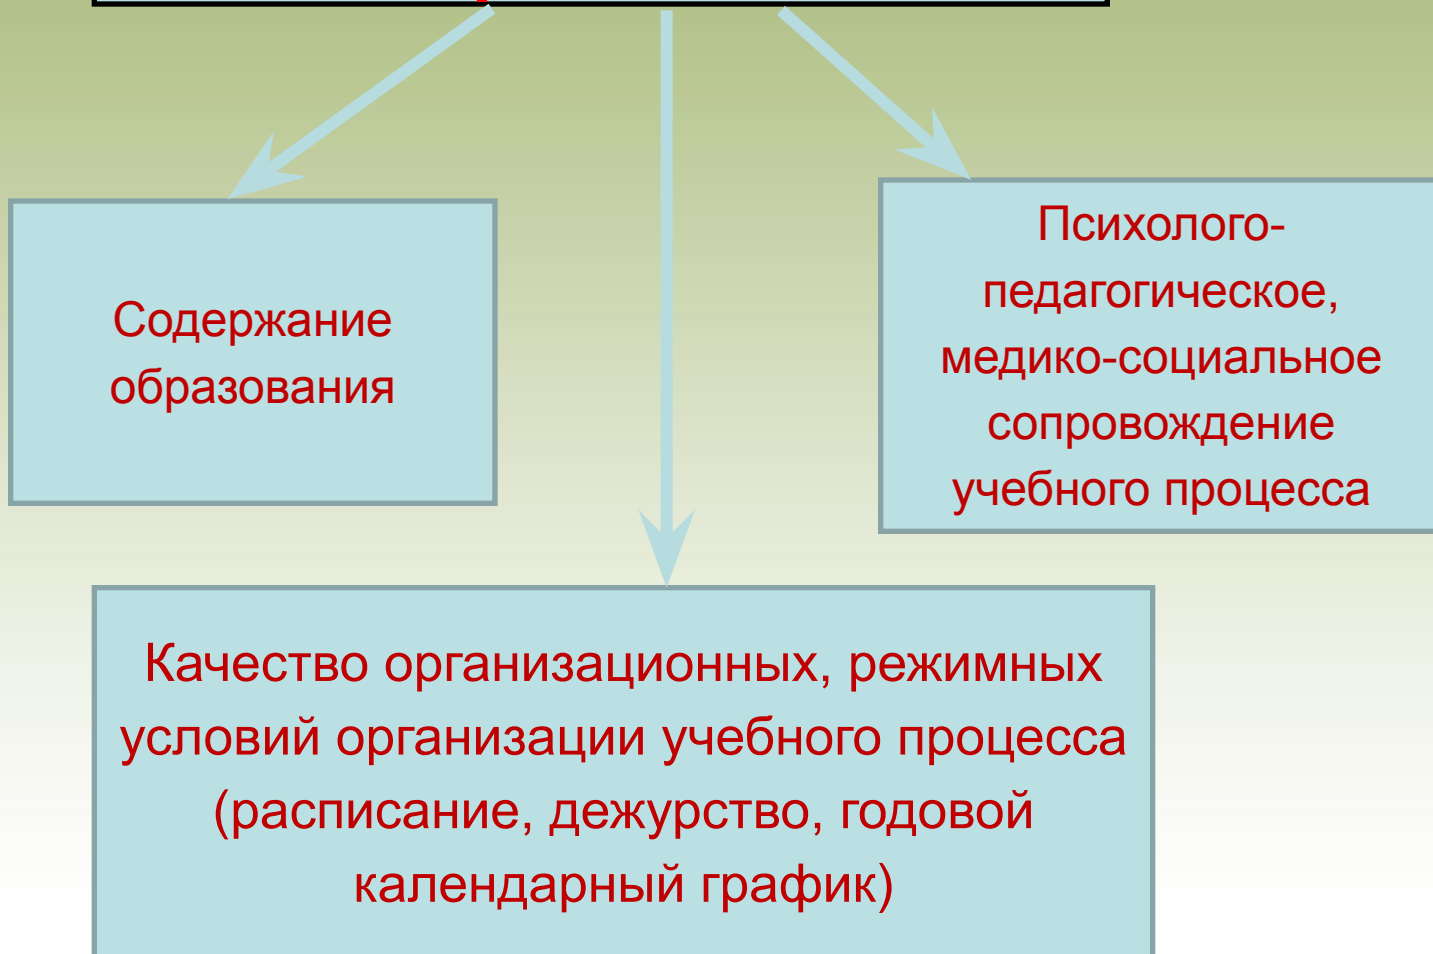 Содержание
образования
Психолого-
педагогическое,
медико-социальное
сопровождение
учебного процесса
Качество организационных, режимных
условий организации учебного процесса
(расписание, дежурство, годовой
календарный график)